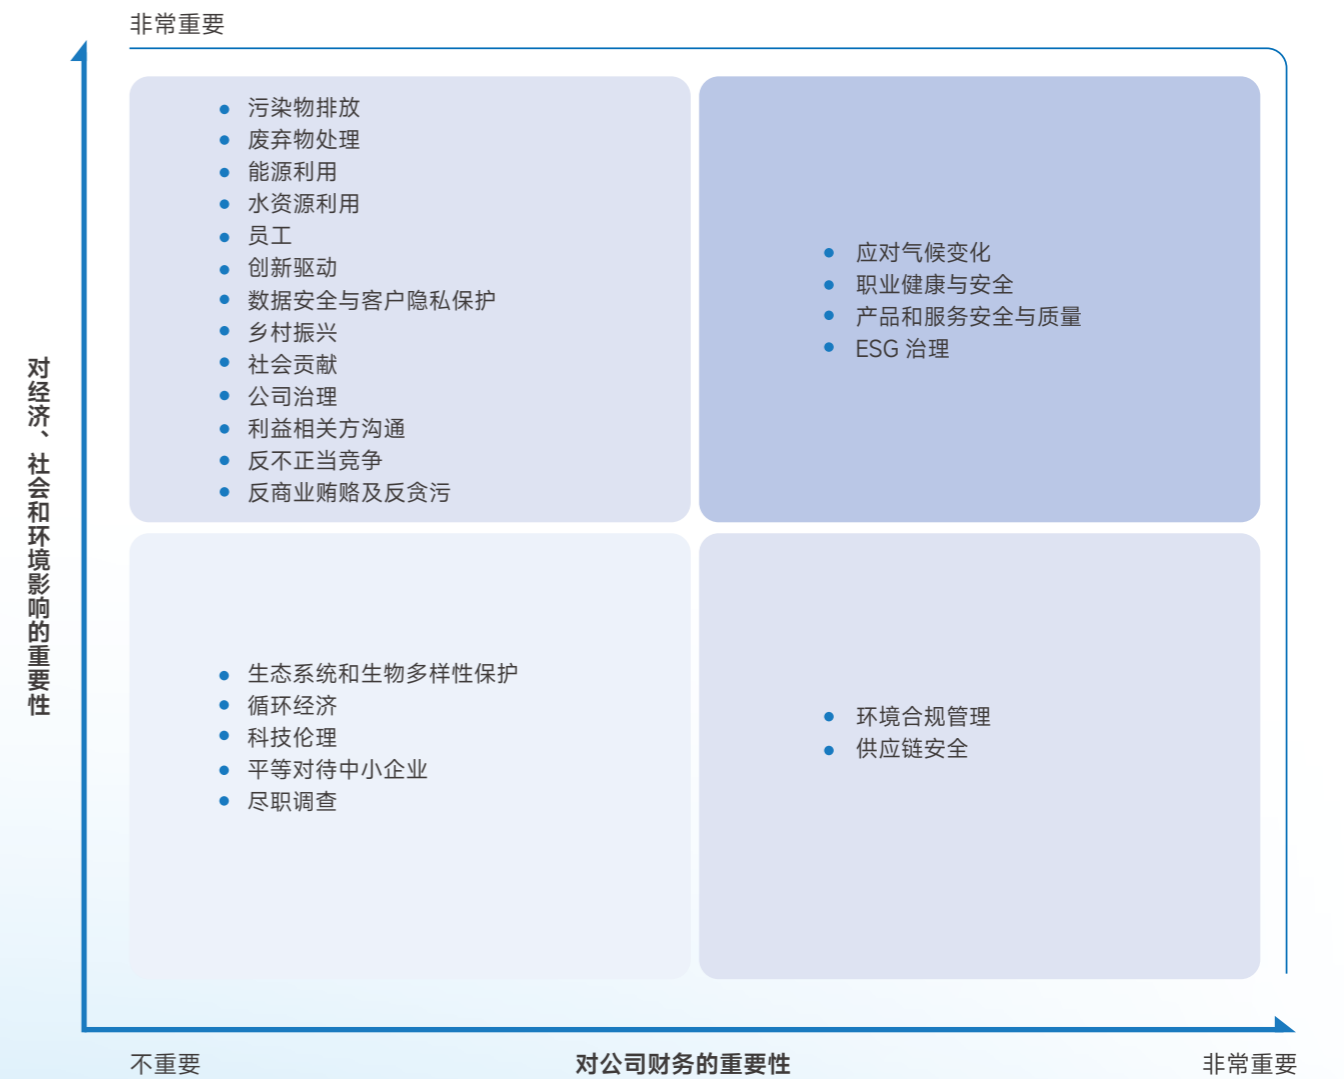 非常重要
污染物排放
废弃物处理
能源利用
水资源利用
员工
创新驱动
数据安全与客户隐私保护
乡村振兴
社会贡献
公司治理
利益相关方沟通
反不正当竞争
反商业贿赂及反贪污
应对气候变化
职业健康与安全
产品和服务安全与质量
ESG 治理
对经济、社会和环境影响的重要性
生态系统和生物多样性保护
循环经济
科技伦理
平等对待中小企业
尽职调查
环境合规管理
供应链安全
不重要
对公司财务的重要性
非常重要